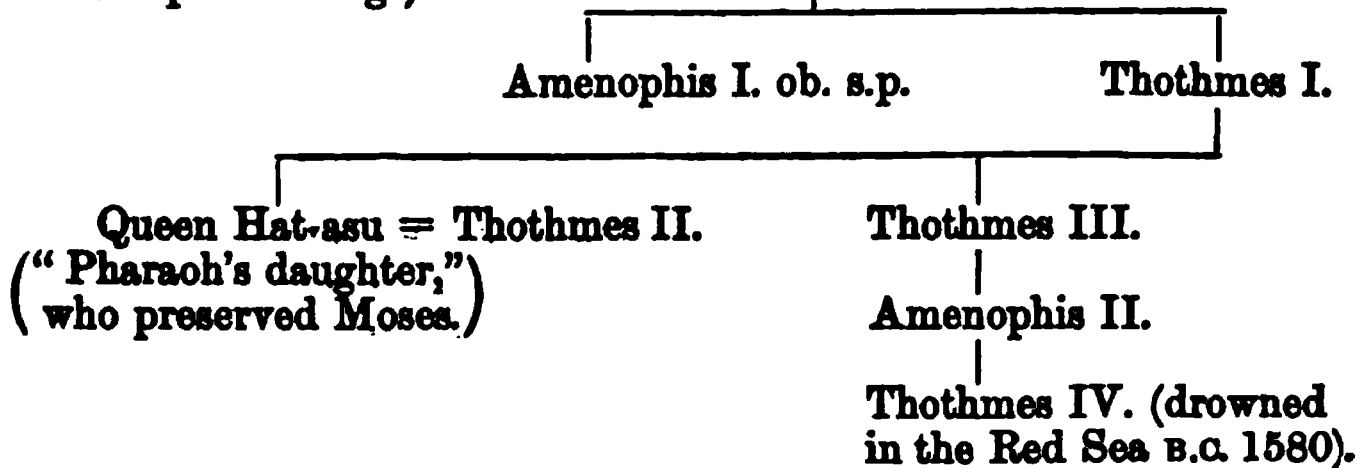 Amenophis I. ob. s.p. Thothmes I.
Queen Hat-asu = Thothmes II. Thothmes III.
(“ Pharaoh's daughter,”
who preserved Moses.)
Amenophis II.
Thothmes IV. (drowned
in the Red Sea B.C. 1580).